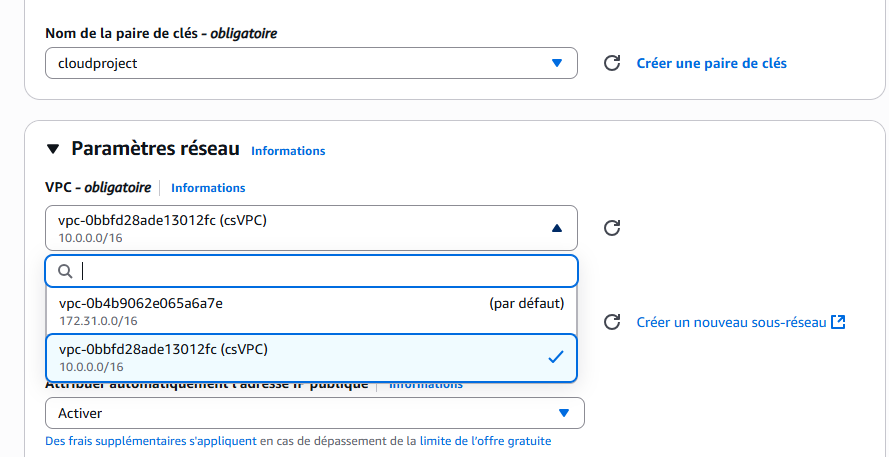 Nom de la paire de clés - obligatoire
cloudproject
Créer une paire de clés
Paramètres réseau Informations
VPC - obligatoire Informations
vpc-0bbfd28ade13012fc (csVPC)
10.0.0.0/16
vpc-0b4b9062e065a6a7e (par défaut)
172.31.0.0/16
Créer un nouveau sous-réseau
vpc-0bbfd28ade13012fc (csVPC)
10.0.0.0/16
Attribuer automatiquement l'adresse IP publique Informations
Activer
Des frais supplémentaires s'appliquent en cas de dépassement de la limite de l'offre gratuite